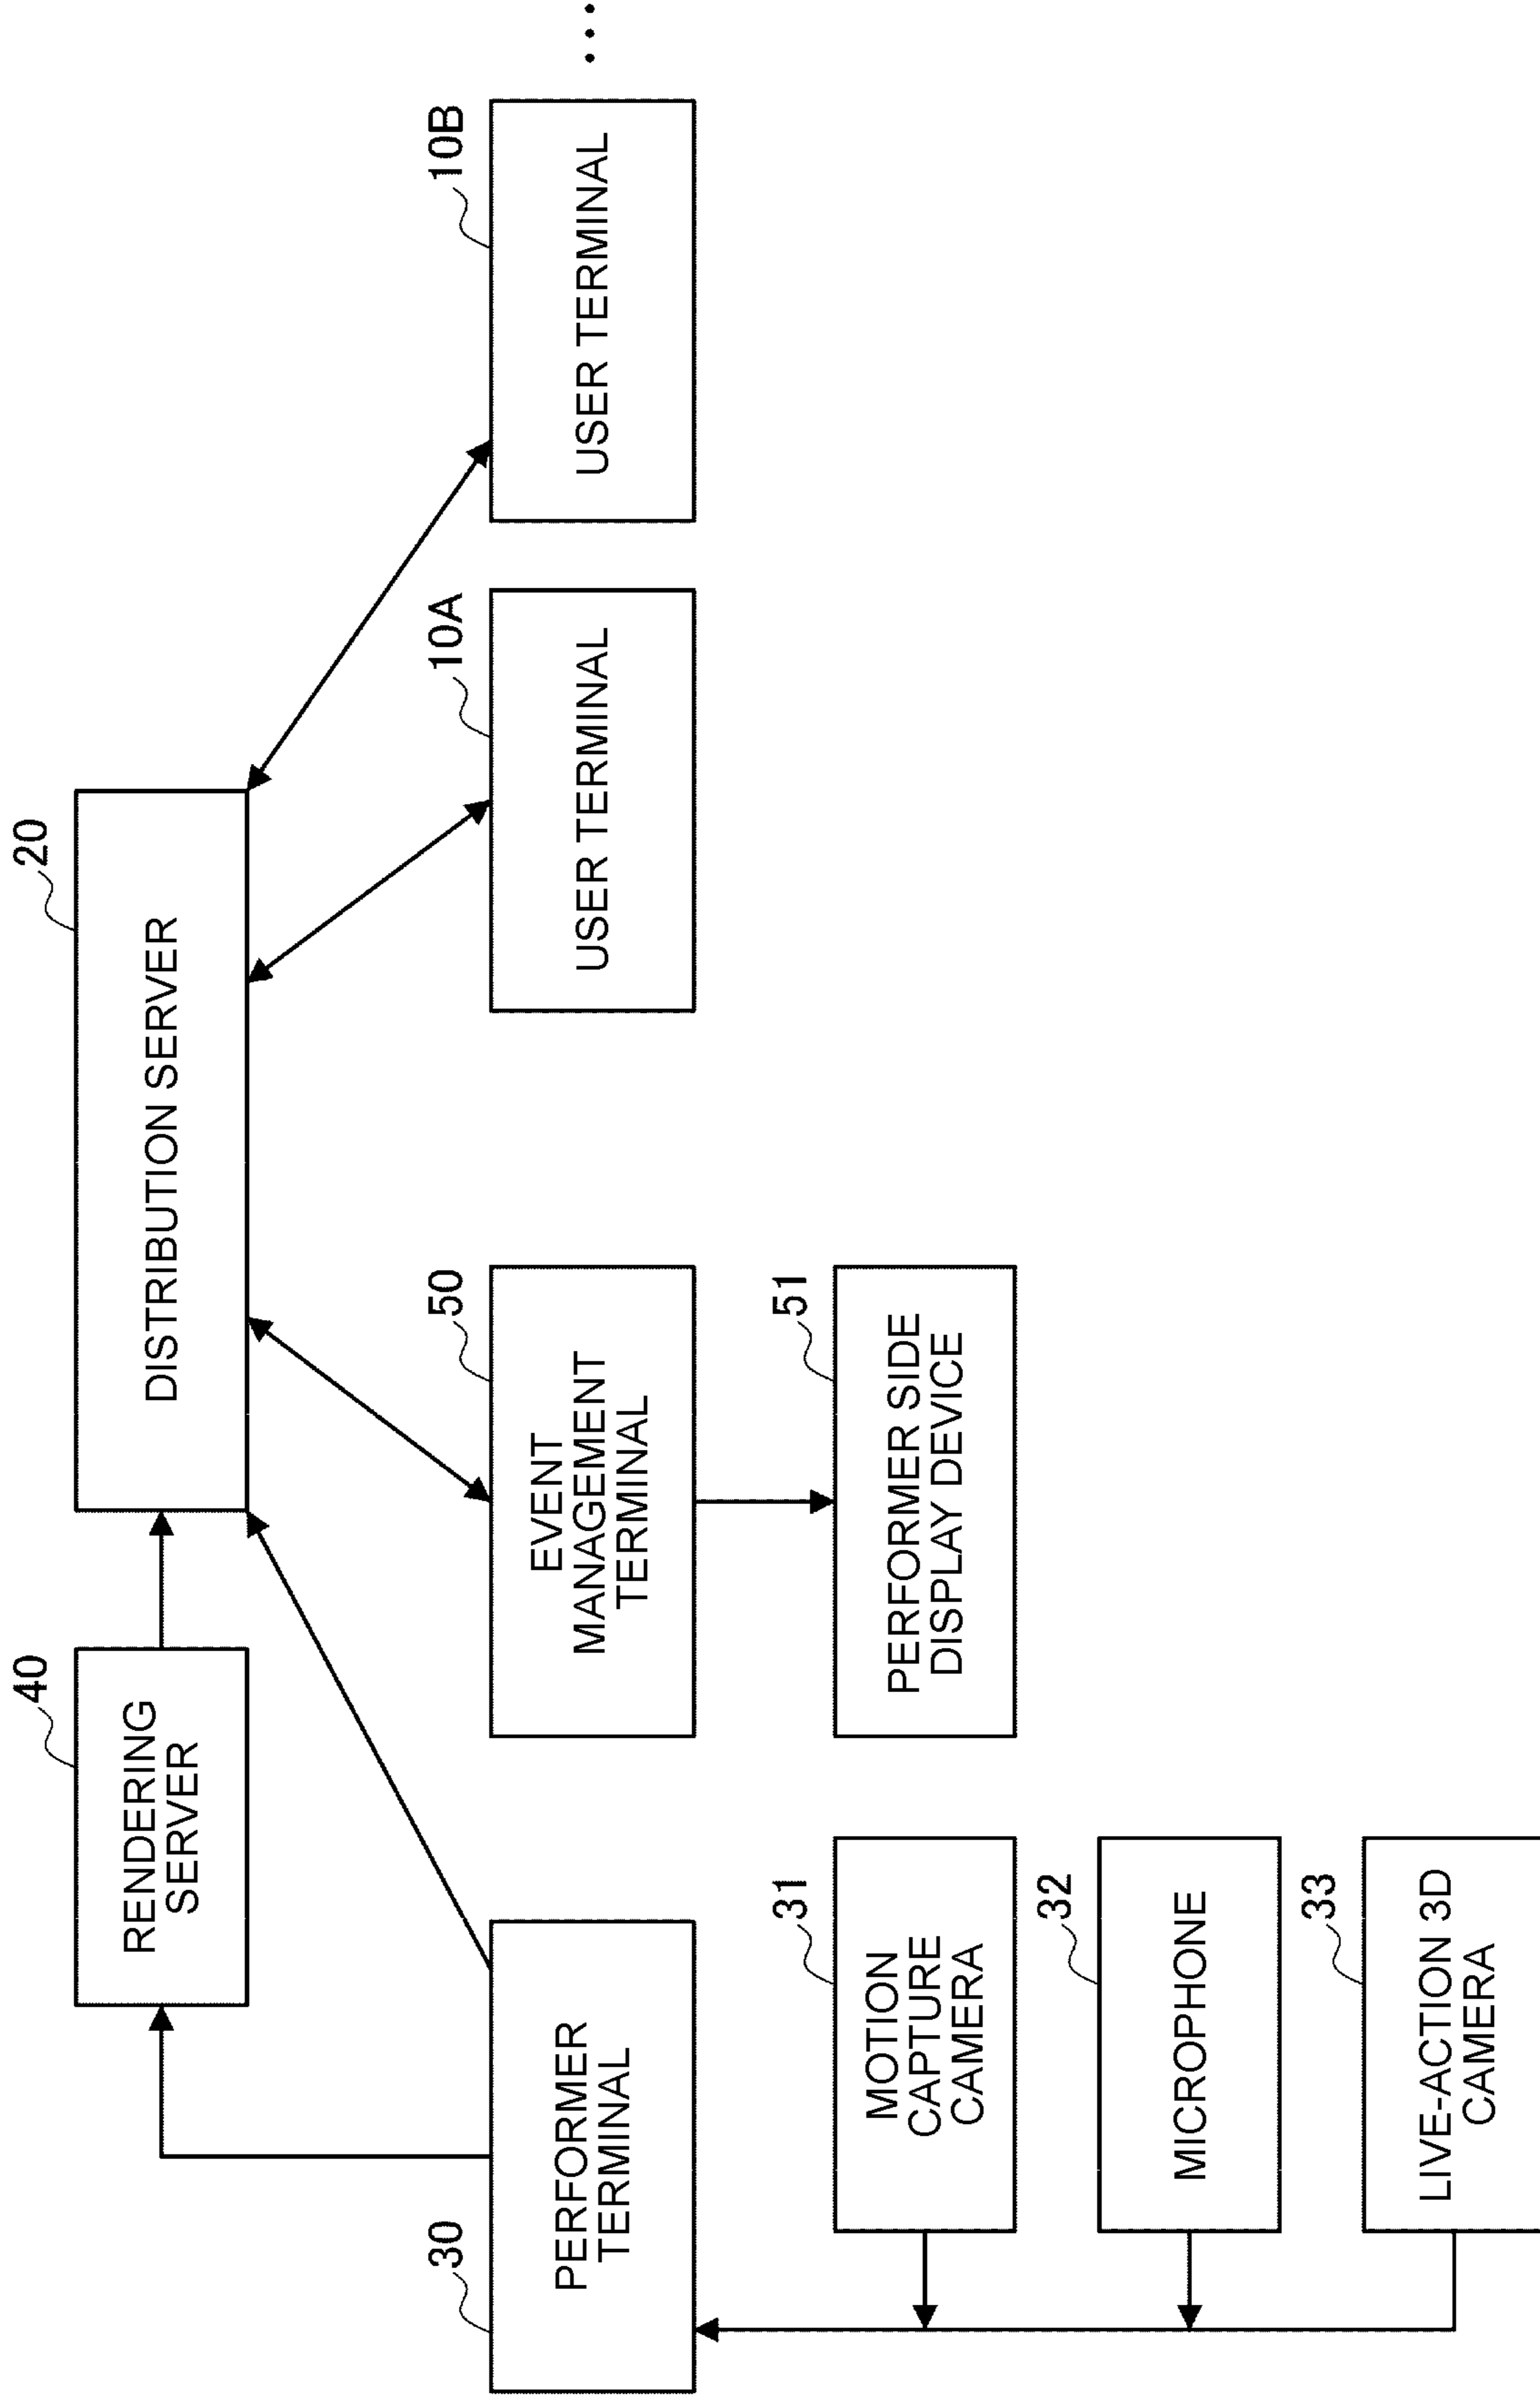 40
RENDERING
SERVER
20
DISTRIBUTION SERVER
30
PERFORMER
TERMINAL
50
EVENT
MANAGEMENT
TERMINAL
10A
USER TERMINAL
10B
USER TERMINAL
...
31
MOTION
CAPTURE
CAMERA
51
PERFORMER SIDE
DISPLAY DEVICE
32
MICROPHONE
33
LIVE-ACTION 3D
CAMERA